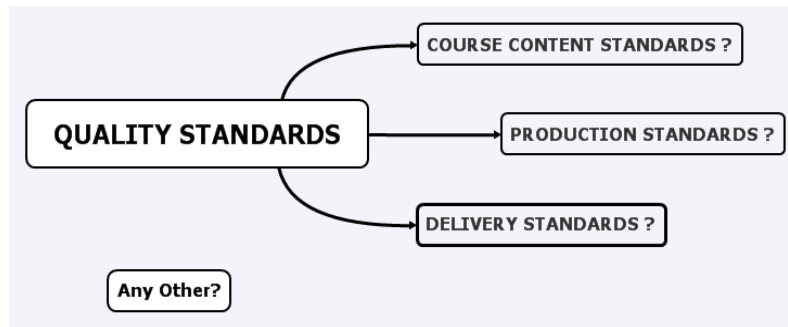 COURSE CONTENT STANDARDS ?
QUALITY STANDARDS
PRODUCTION STANDARDS ?
DELIVERY STANDARDS ?
Any Other?